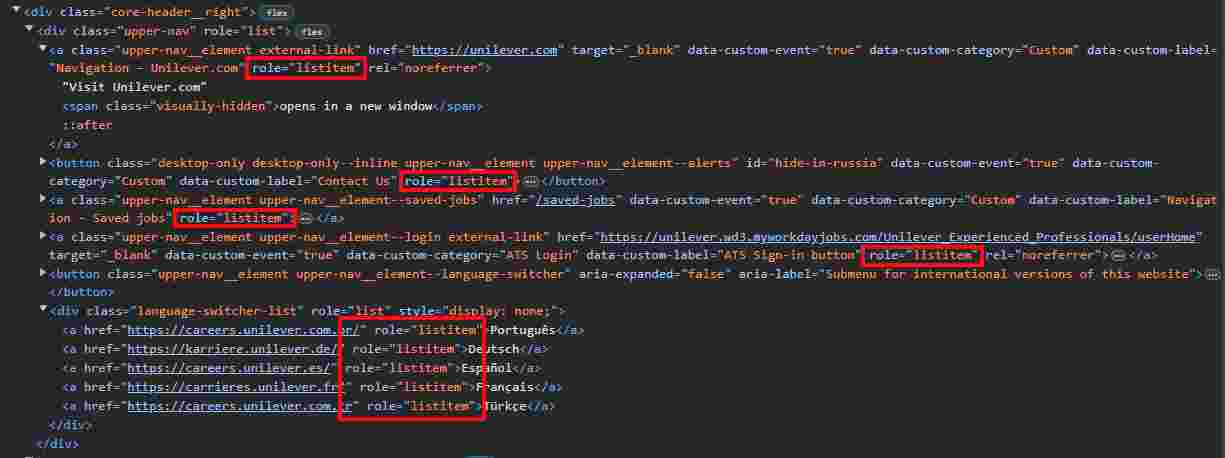 <div class="core-header__right"> flex
<div class="upper-nav" role="list"> flex
<a class="upper-nav__element external-link" href="https://unilever.com" target="_blank" data-custom-event="true" data-custom-category="Custom" data-custom-label=
"Navigation - Unilever.com" role="listitem" rel="noreferrer">
"Visit Unilever.com"
<span class="visually-hidden">opens in a new window</span>
::after
</a>
<button class="desktop-only desktop-only--inline upper-nav__element upper-nav__element--alerts" id="hide-in-russia" data-custom-event="true" data-custom-
category="Custom" data-custom-label="Contact Us" role="listitem">…</button>
<a class="upper-nav__element upper-nav__element--saved-jobs" href="/saved-jobs" data-custom-event="true" data-custom-category="Custom" data-custom-label="Navigat
ion - Saved jobs" role="listitem">…</a>
<a class="upper-nav__element upper-nav__element--login external-link" href="https://unilever.wd3.myworkdayjobs.com/Unilever_Experienced_Professionals/userHome"
target="_blank" data-custom-event="true" data-custom-category="ATS Login" data-custom-label="ATS Sign-in button" role="listitem" rel="noreferrer">…</a>
<button class="upper-nav__element upper-nav__element--language-switcher" aria-expanded="false" aria-label="Submenu for international versions of this website">…
</button>
<div class="language-switcher-list" role="list" style="display: none;">
<a href="https://careers.unilever.com.br/" role="listitem">Português</a>
<a href="https://karriere.unilever.de/" role="listitem">Deutsch</a>
<a href="https://careers.unilever.es/" role="listitem">Español</a>
<a href="https://carrieres.unilever.fr" role="listitem">Français</a>
<a href="https://careers.unilever.com.tr" role="listitem">Türkçe</a>
</div>
</div>